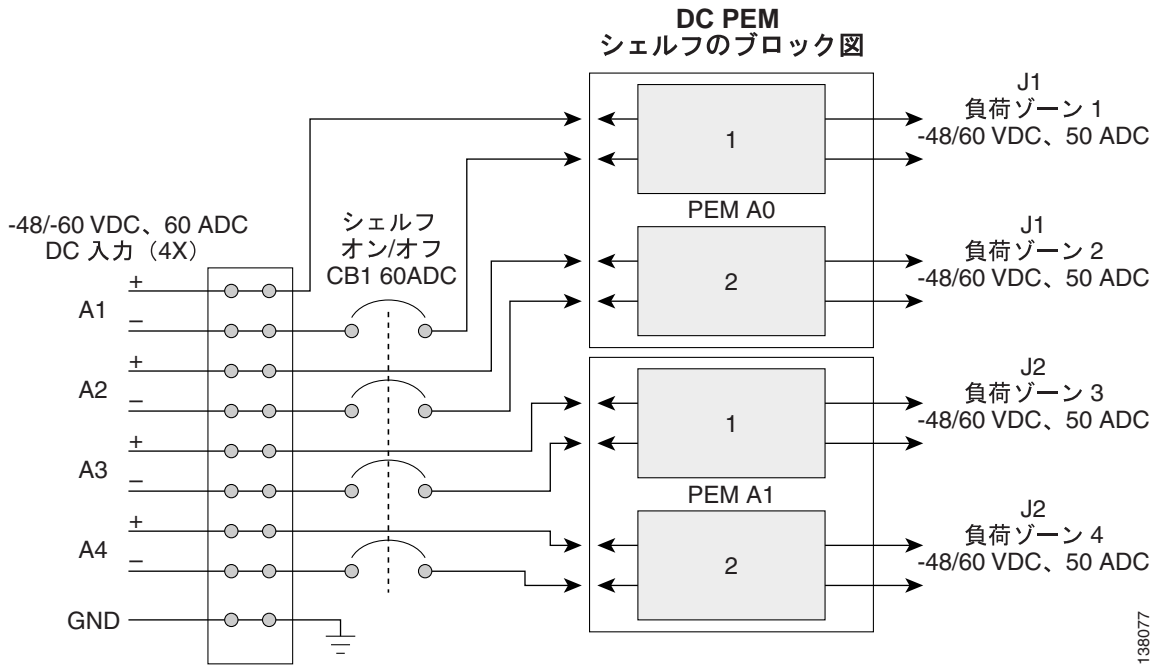 DC PEM
シェルフのブロック図
J1
負荷ゾーン 1
-48/60 VDC、50 ADC
1
PEM A0
-48/-60 VDC、60 ADC
DC 入力（4X）
シェルフ
オン/オフ
CB1 60ADC
J1
負荷ゾーン 2
-48/60 VDC、50 ADC
2
+
A1
–
+
A2
–
J2
負荷ゾーン 3
-48/60 VDC、50 ADC
1
PEM A1
+
A3
–
+
A4
–
J2
負荷ゾーン 4
-48/60 VDC、50 ADC
2
GND
138077